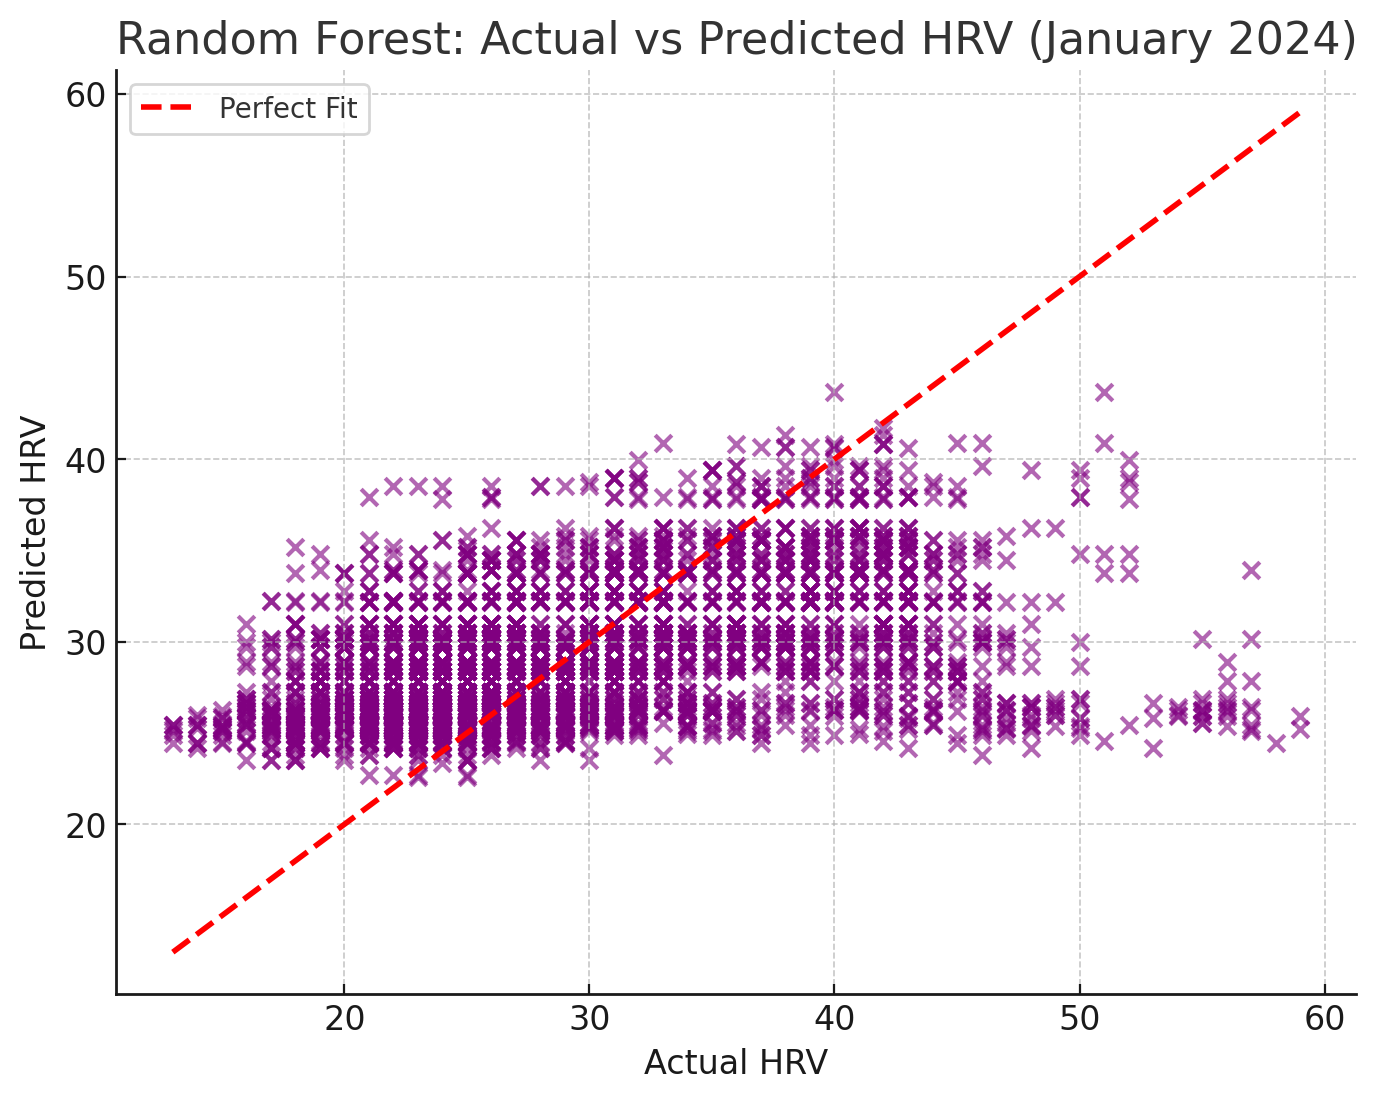 Random Forest: Actual vs Predicted HRV (January 2024)
Perfect Fit
60
50
40
30
20
Predicted HRV
20
30
40
50
60
Actual HRV